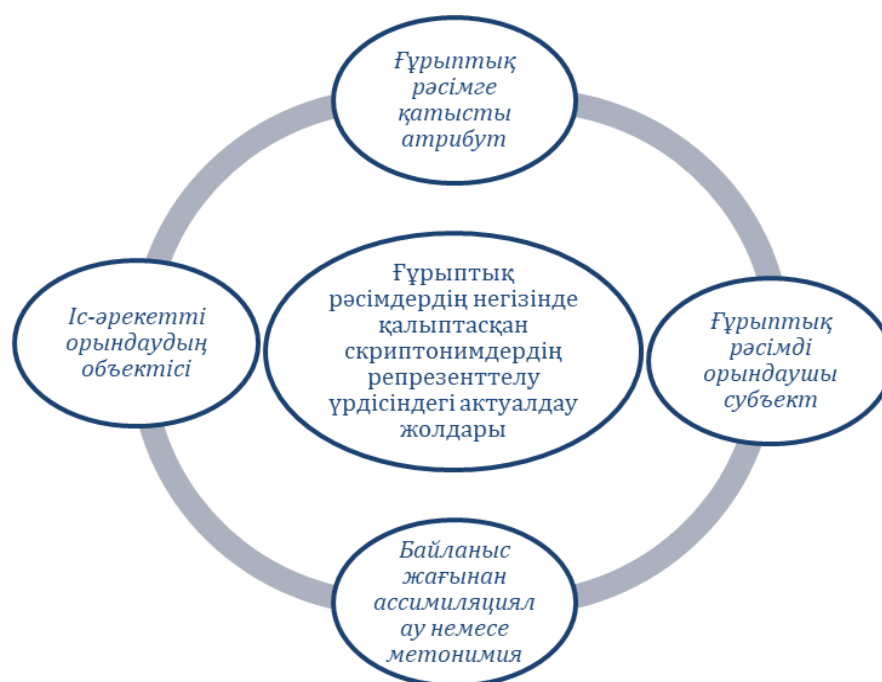 Ғұрыптық
рәсімге
қатысты
атрибут
Іс-әрекетті
орындаудың
объектісі
Ғұрыптық
рәсімдердің негізінде
қалыптасқан
скриптонимдердің
репрезенттелу
үрдісіндегі актуалдау
жолдары
Ғұрыптық
рәсімді
орындаушы
субъект
Байланыс
жағынан
ассимиляциял
ау немесе
метонимия